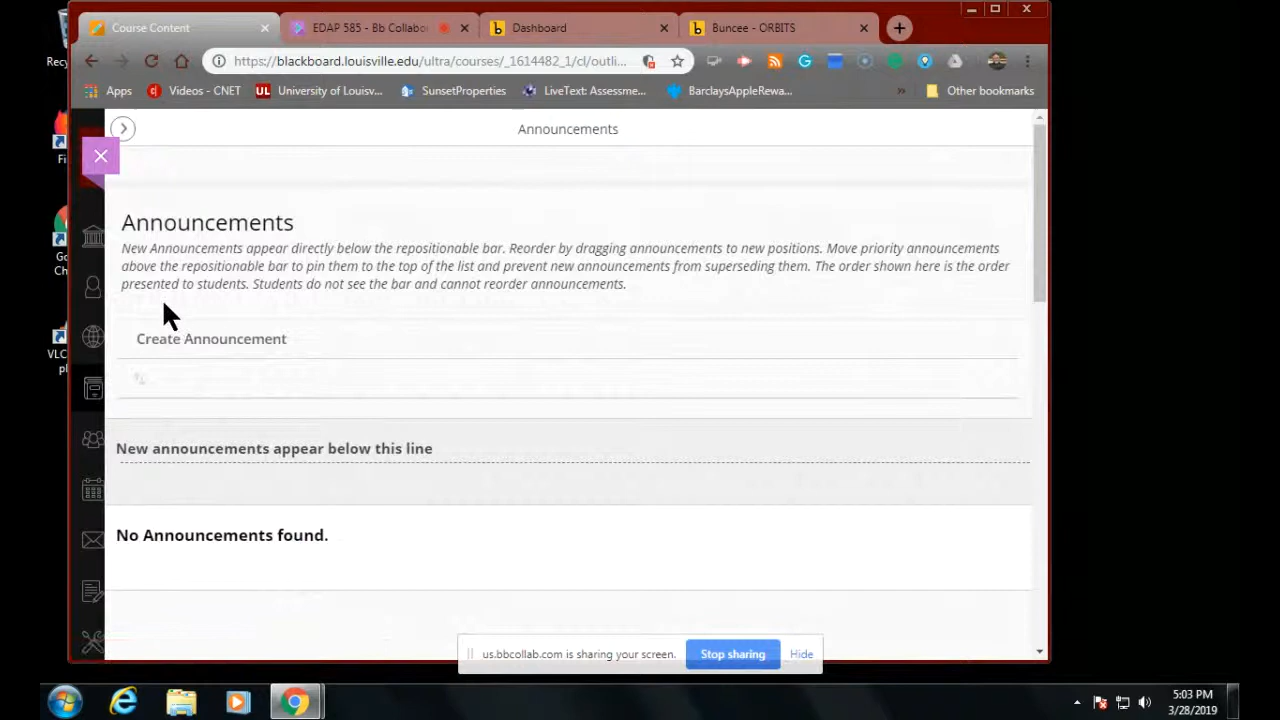 Recy
Course Content
EDAP 585 - Bb Collabo
Dashboard
Buncee - ORBITS
https://blackboard.louisville.edu/ultra/courses/_1614482_1/cl/outli...
Apps
Videos - CNET
University of Louisv...
SunsetProperties
LiveText: Assessme...
BarclaysAppleRewa...
»
Other bookmarks
Announcements
Fi
Announcements
New Announcements appear directly below the repositionable bar. Reorder by dragging announcements to new positions. Move priority announcements
above the repositionable bar to pin them to the top of the list and prevent new announcements from superseding them. The order shown here is the order
presented to students. Students do not see the bar and cannot reorder announcements.
Go
Ch
Create Announcement
VLC
pl
New announcements appear below this line
No Announcements found.
us.bbcollab.com is sharing your screen.
Stop sharing
Hide
5:03 PM
3/28/2019